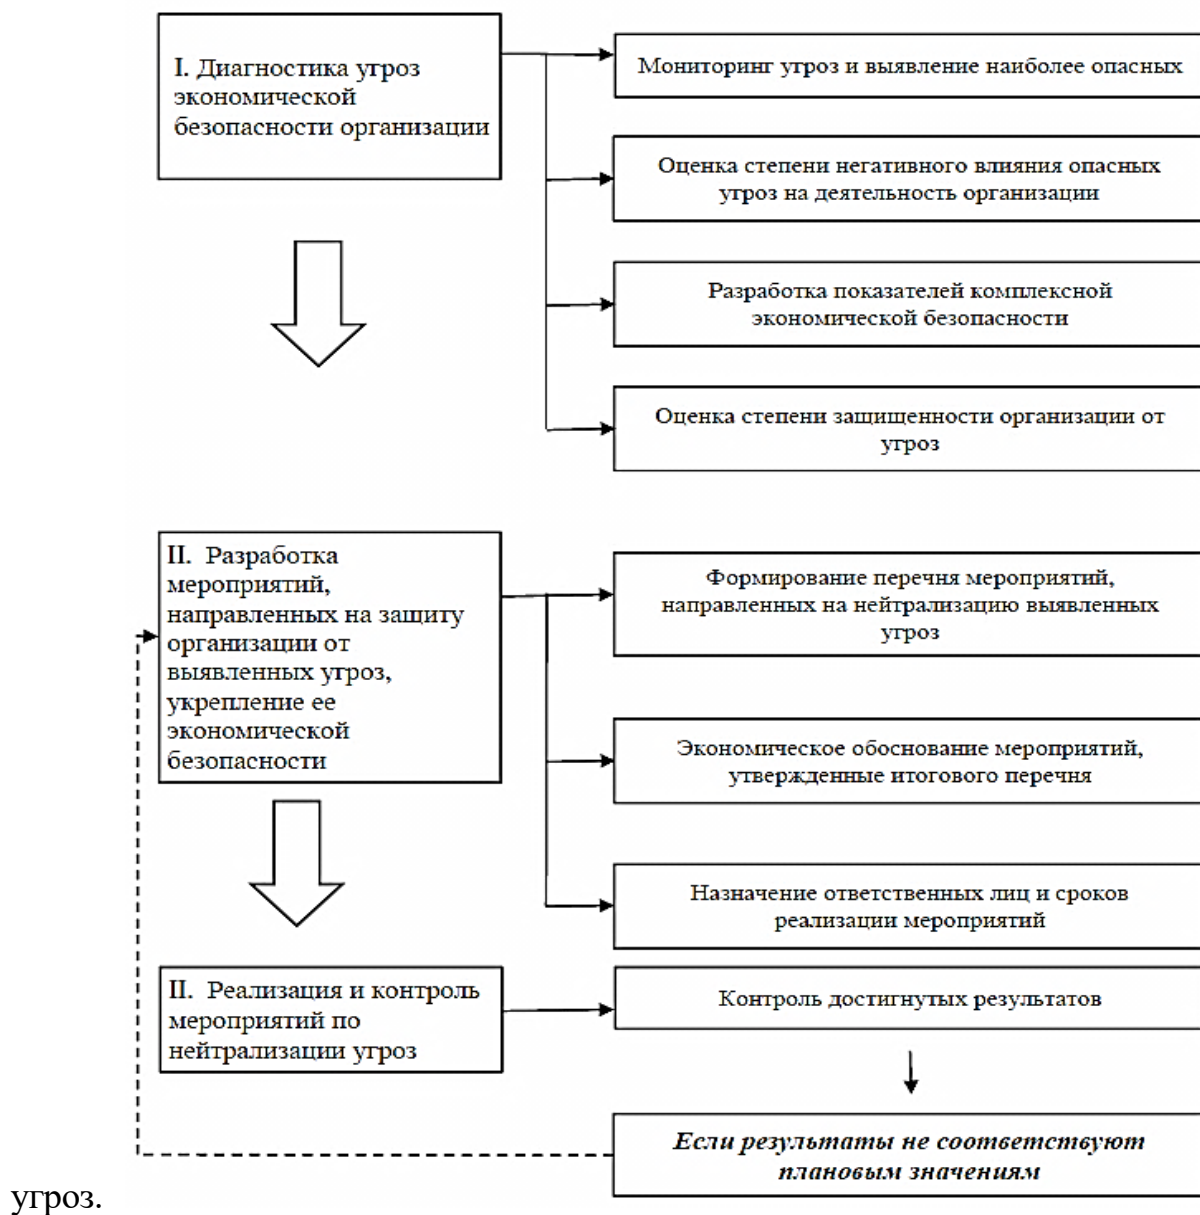 I. Диагностика угроз
экономической
безопасности организации
Мониторинг угроз и выявление наиболее опасных
Оценка степени негативного влияния опасных
угроз на деятельность организации
Разработка показателей комплексной
экономической безопасности
Оценка степени защищенности организации от
угроз
II. Разработка
мероприятий,
направленных на защиту
организации от
выявленных угроз,
укрепление ее
экономической
безопасности
Формирование перечня мероприятий,
направленных на нейтрализацию выявленных
угроз
Экономическое обоснование мероприятий,
утвержденные итогового перечня
Назначение ответственных лиц и сроков
реализации мероприятий
II. Реализация и контроль
мероприятий по
нейтрализации угроз
Контроль достигнутых результатов
Если результаты не соответствуют
плановым значениям
угроз.